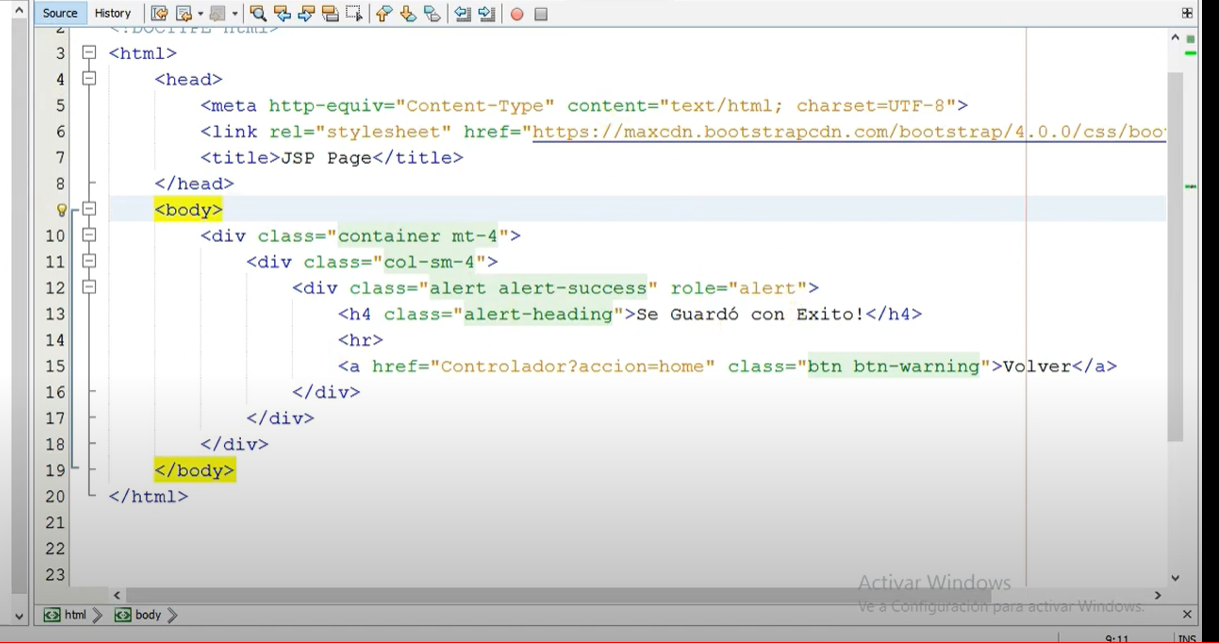 Source History
2 <!DOCTYPE html>
3 <html>
4 <head>
5 <meta http-equiv="Content-Type" content="text/html; charset=UTF-8">
6 <link rel="stylesheet" href="https://maxcdn.bootstrapcdn.com/bootstrap/4.0.0/css/boo
7 <title>JSP Page</title>
8 </head>
<body>
10 <div class="container mt-4">
11 <div class="col-sm-4">
12 <div class="alert alert-success" role="alert">
13 <h4 class="alert-heading">Se Guardó con Exito!</h4>
14 <hr>
15 <a href="Controlador?accion=home" class="btn btn-warning">Volver</a>
16 </div>
17 </div>
18 </div>
19 </body>
20 </html>
21
22
23
Activar Windows
Ve a Configuración para activar Windows.
html body
9:11 INS